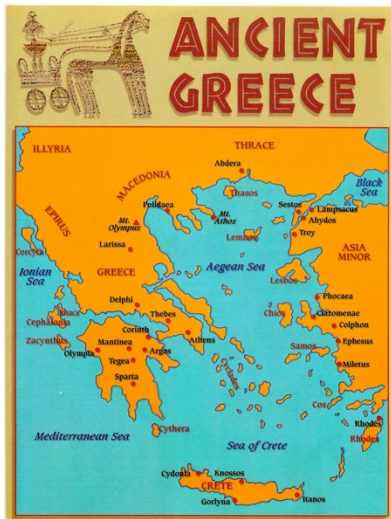 ANCIENT
GREECE
ILLYRIA
THRACE
Abdera
Black
Sea
MACEDONIA
Thasos
Polidaea
Sestos
Lampsacus
Mt.
Olympus
Mt.
Athos
Abydos
EPIRUS
Lemnos
Troy
Larissa
Corcyra
ASIA
MINOR
Ionian
Sea
GREECE
Aegean Sea
Lesbos
Phocaea
Delphi
Ithaca
Thebes
Chios
Clazomenae
Cephalonia
Colphon
Corinth
Zacynthus
Mantinea
Athens
Ephesus
Olympia
Argos
Samos
Tegea
Cyclades
Miletus
Sparta
Cos
Rhodes
Cythera
Mediterranean Sea
Sea of Crete
Rhodes
Cydonia
Knossos
CRETE
Gorlyna
Itanos